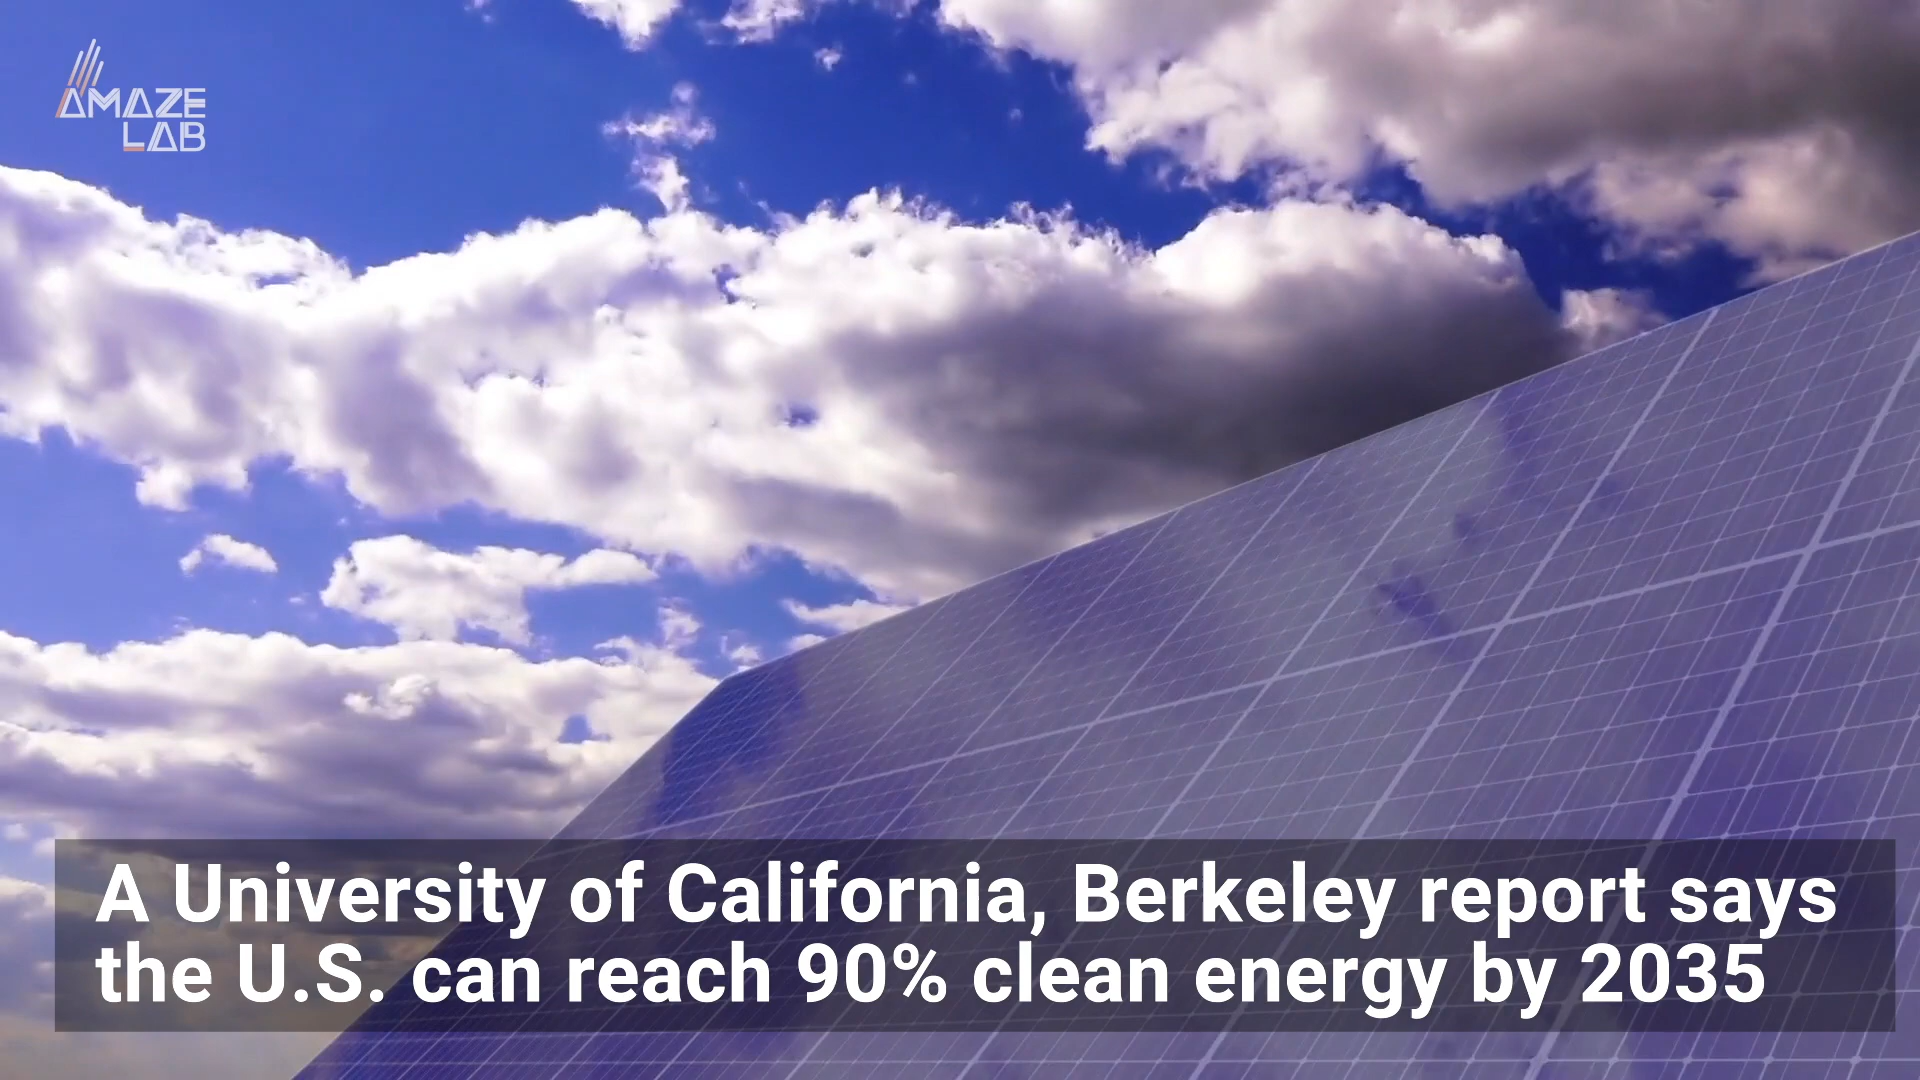 AMAZE
LAB
A University of California, Berkeley report says
the U.S. can reach 90% clean energy by 2035